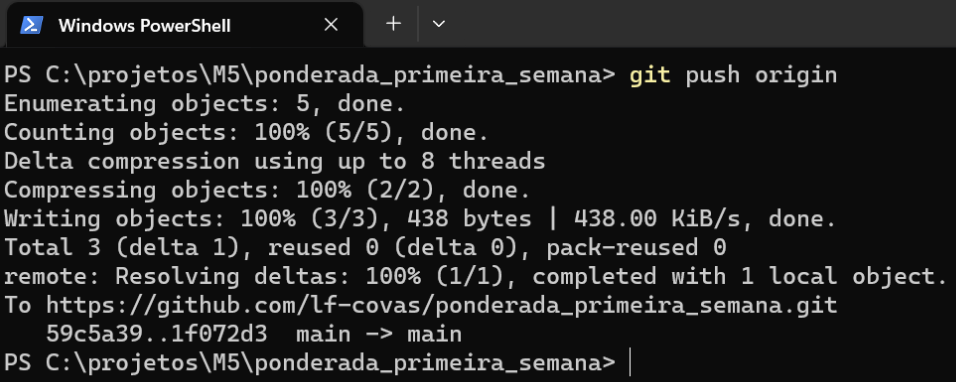 Windows PowerShell
PS C:\projetos\M5\ponderada_primeira_semana> git push origin
Enumerating objects: 5, done.
Counting objects: 100% (5/5), done.
Delta compression using up to 8 threads
Compressing objects: 100% (2/2), done.
Writing objects: 100% (3/3), 438 bytes | 438.00 KiB/s, done.
Total 3 (delta 1), reused 0 (delta 0), pack-reused 0
remote: Resolving deltas: 100% (1/1), completed with 1 local object.
To https://github.com/lf-covas/ponderada_primeira_semana.git
   59c5a39..1f072d3  main -> main
PS C:\projetos\M5\ponderada_primeira_semana>